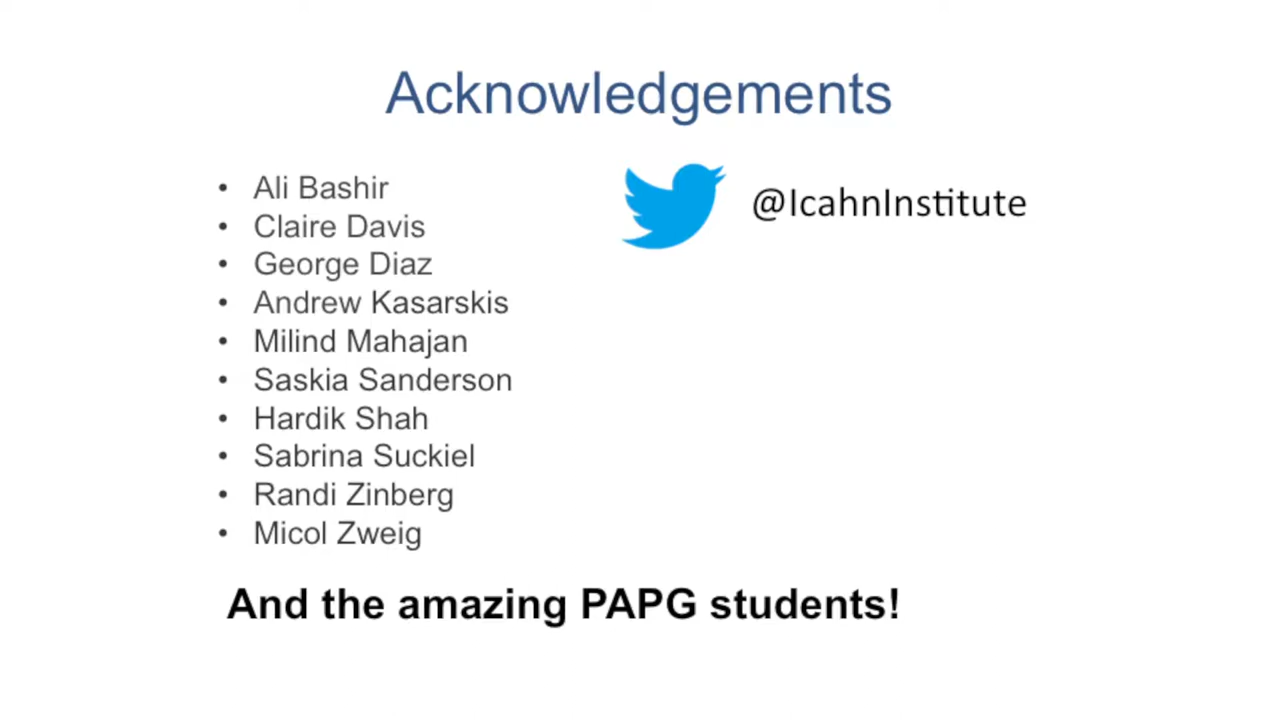 Acknowledgements
• Ali Bashir
• Claire Davis
• George Diaz
• Andrew Kasarskis
• Milind Mahajan
• Saskia Sanderson
• Hardik Shah
• Sabrina Suckiel
• Randi Zinberg
• Micol Zweig
@IcahnInstitute
And the amazing PAPG students!